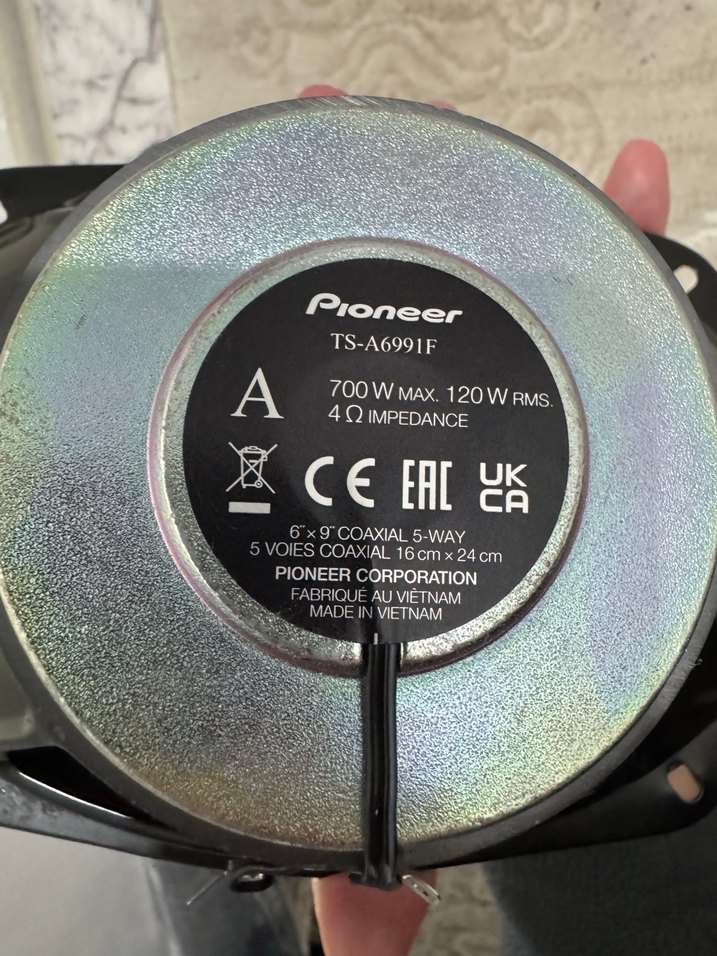 Pioneer
TS-A6991F
A
700 W MAX. 120 W RMS.
4 Ω IMPEDANCE
CE EAC UK CA
6″ × 9″ COAXIAL 5-WAY
5 VOIES COAXIAL 16 cm × 24 cm
PIONEER CORPORATION
FABRIQUÉ AU VIÊTNAM
MADE IN VIETNAM